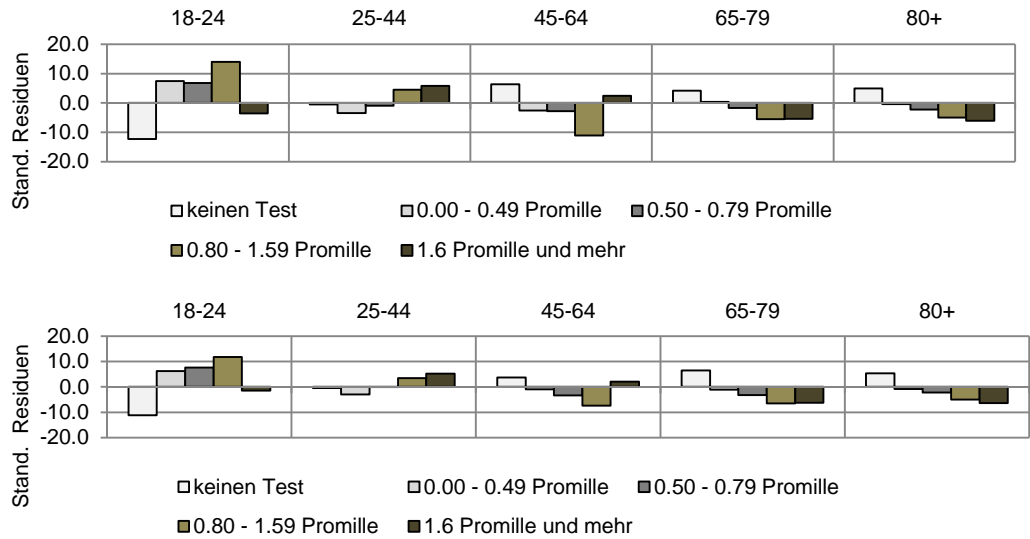 18-24 25-44 45-64 65-79 80+
20.0
10.0
0.0
-10.0
-20.0
Stand. Residuen
keinen Test 0.00 - 0.49 Promille 0.50 - 0.79 Promille
0.80 - 1.59 Promille 1.6 Promille und mehr
18-24 25-44 45-64 65-79 80+
20.0
10.0
0.0
-10.0
-20.0
Stand. Residuen
keinen Test 0.00 - 0.49 Promille 0.50 - 0.79 Promille
0.80 - 1.59 Promille 1.6 Promille und mehr